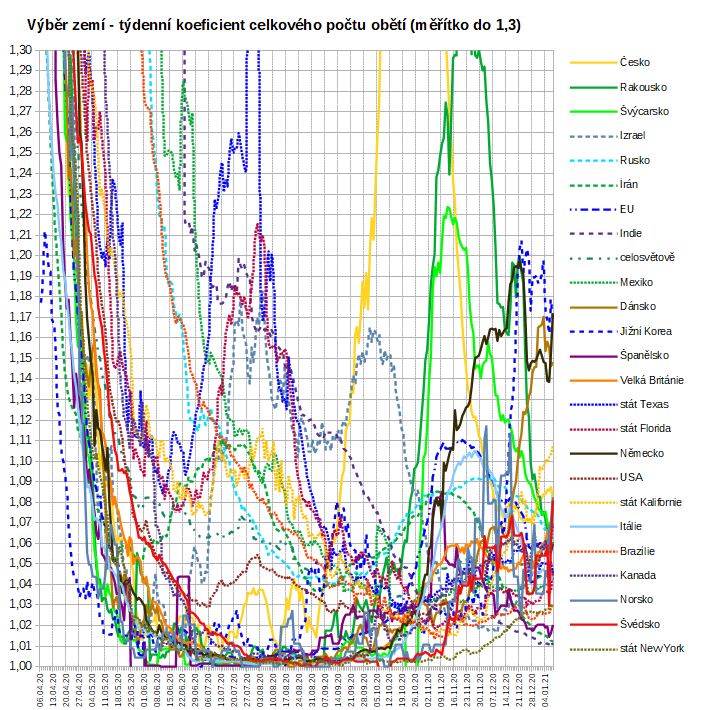 Výběr zemí - týdenní koeficient celkového počtu obětí (měřítko do 1,3)
1,30
1,29
1,28
1,27
1,26
1,25
1,24
1,23
1,22
1,21
1,20
1,19
1,18
1,17
1,16
1,15
1,14
1,13
1,12
1,11
1,10
1,09
1,08
1,07
1,06
1,05
1,04
1,03
1,02
1,01
1,00
06.04.20
13.04.20
20.04.20
27.04.20
04.05.20
11.05.20
18.05.20
25.05.20
01.06.20
08.06.20
15.06.20
22.06.20
29.06.20
06.07.20
13.07.20
20.07.20
27.07.20
03.08.20
10.08.20
17.08.20
24.08.20
31.08.20
07.09.20
14.09.20
21.09.20
28.09.20
05.10.20
12.10.20
19.10.20
26.10.20
02.11.20
09.11.20
16.11.20
23.11.20
30.11.20
07.12.20
14.12.20
21.12.20
28.12.20
04.01.21
Česko
Rakousko
Švýcarsko
Izrael
Rusko
Írán
EU
Indie
celosvětově
Mexiko
Dánsko
Jižní Korea
Španělsko
Velká Británie
stát Texas
stát Florida
Německo
USA
stát Kalifornie
Itálie
Brazílie
Kanada
Norsko
Švédsko
stát NewYork